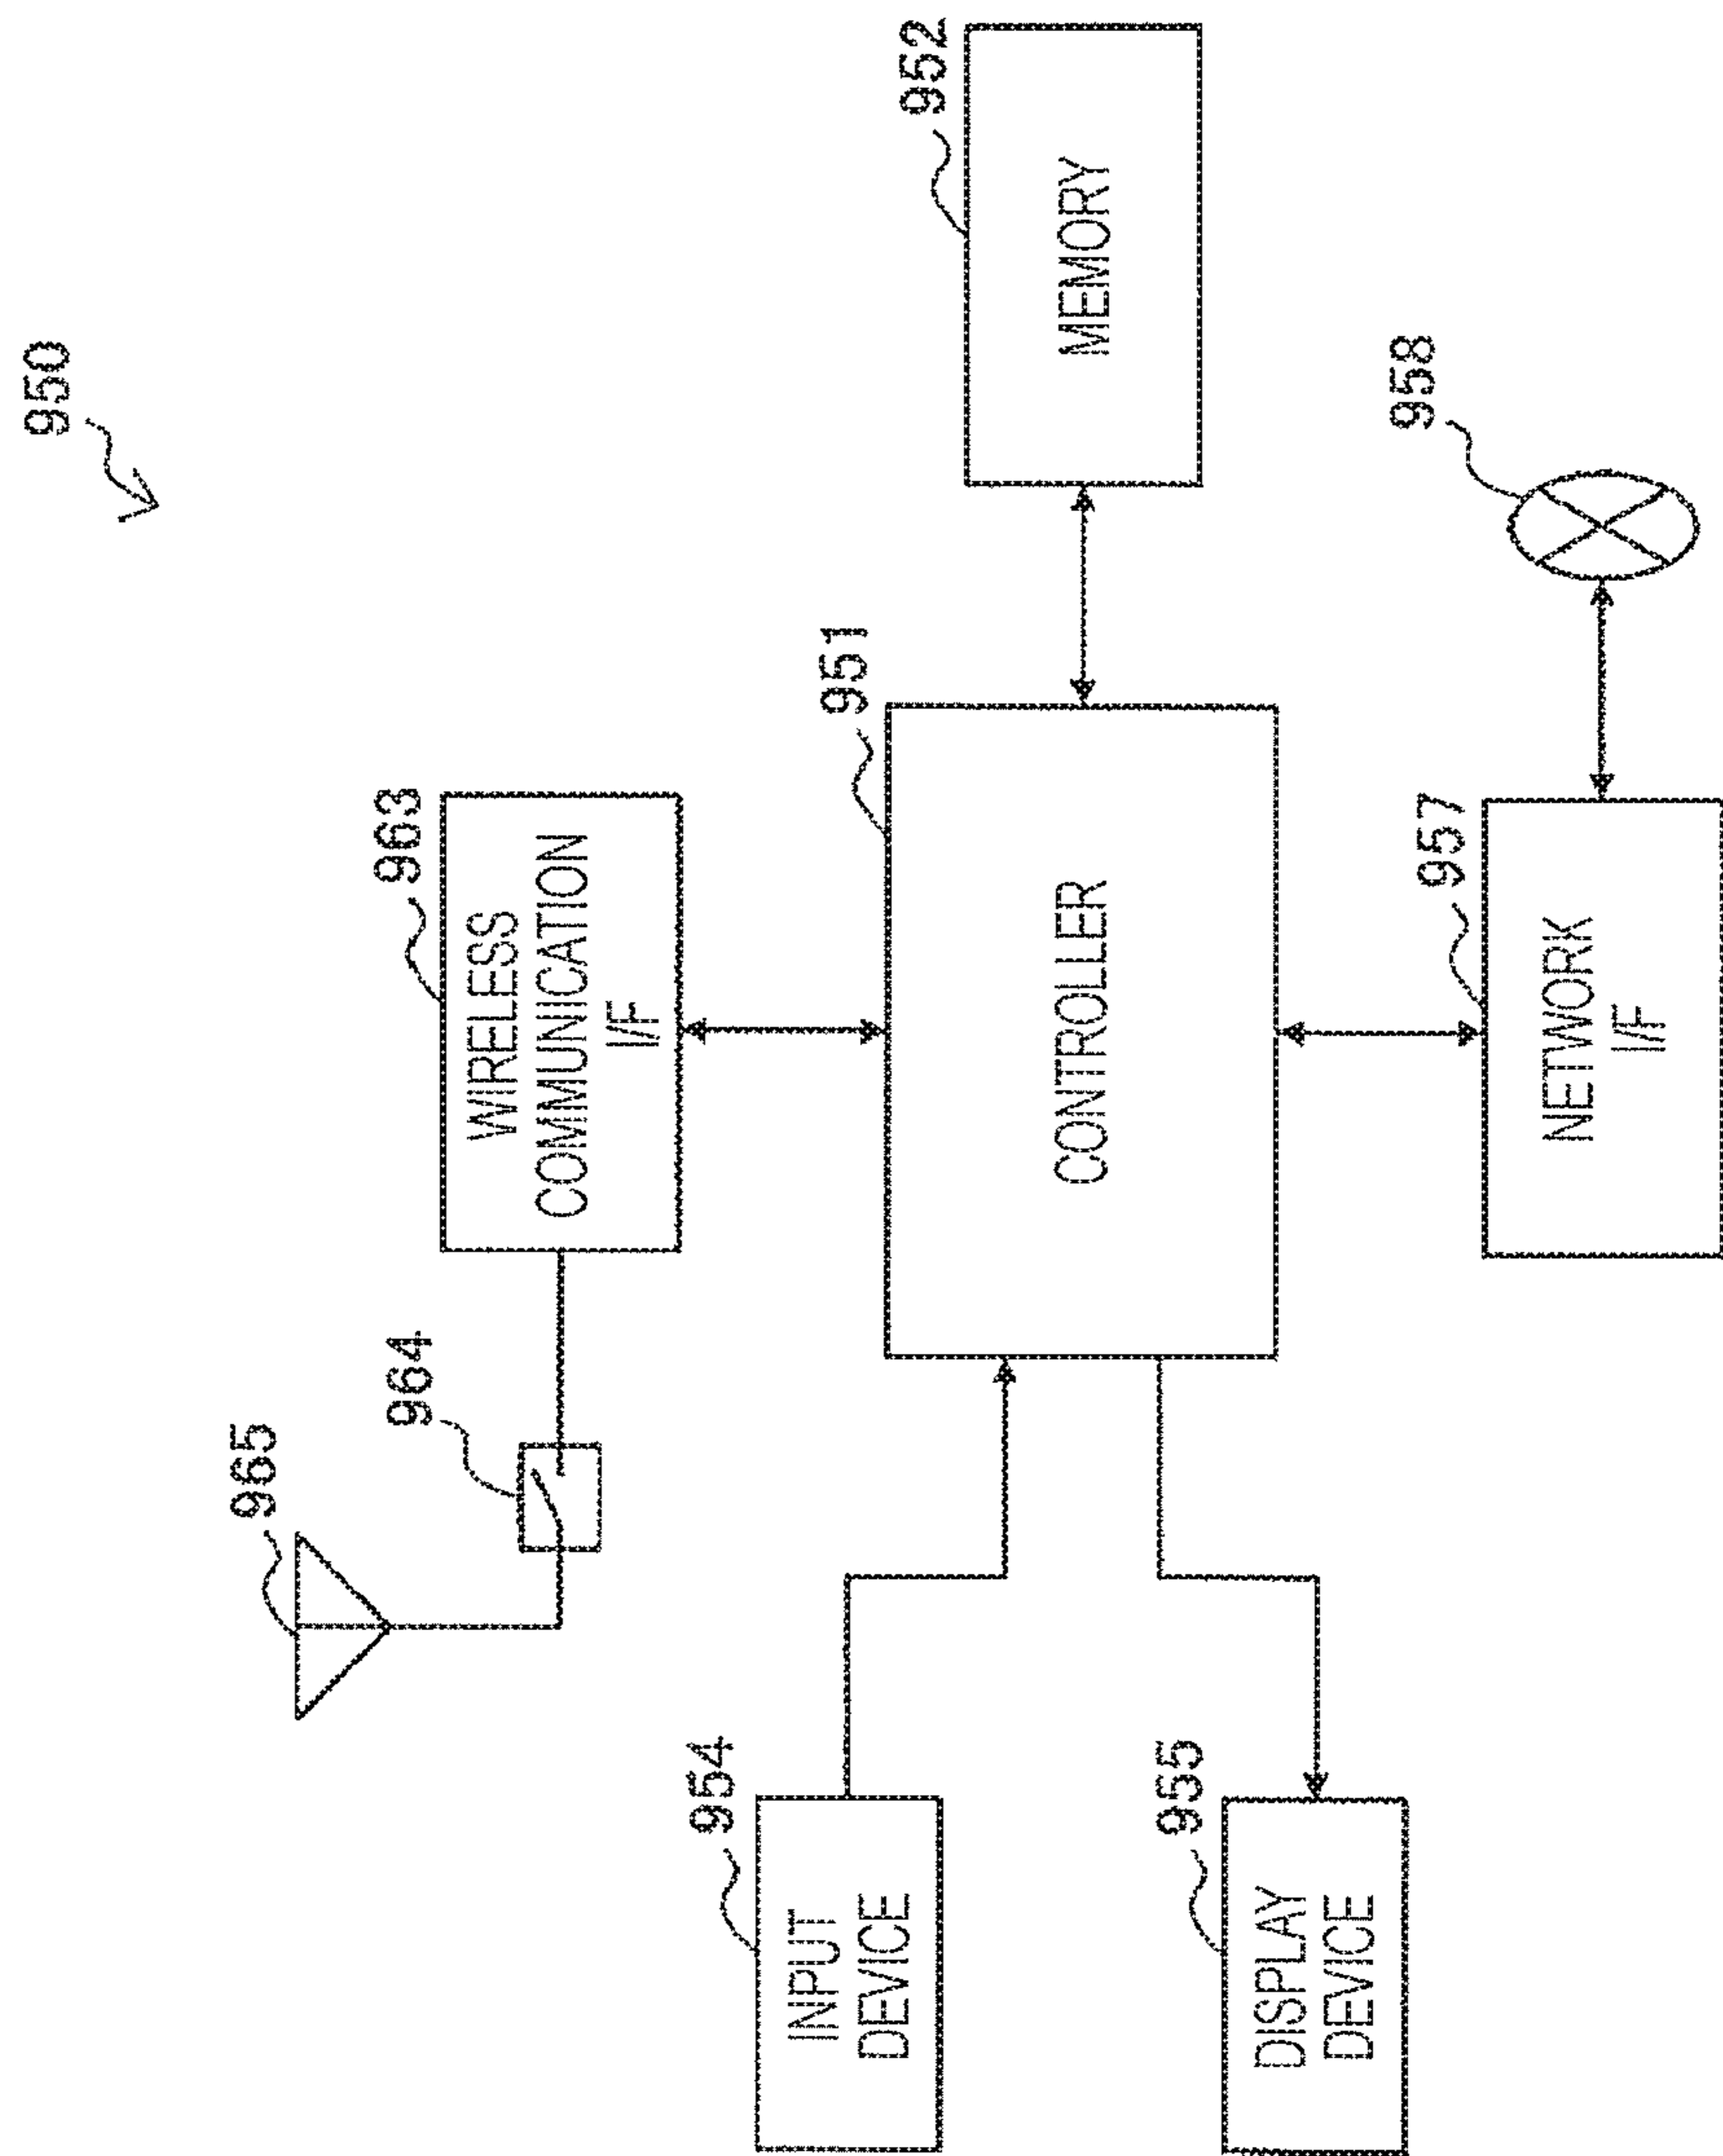 950
965
964
963
WIRELESS
COMMUNICATION
I/F
954
INPUT
DEVICE
951
CONTROLLER
952
MEMORY
955
DISPLAY
DEVICE
957
NETWORK
I/F
958